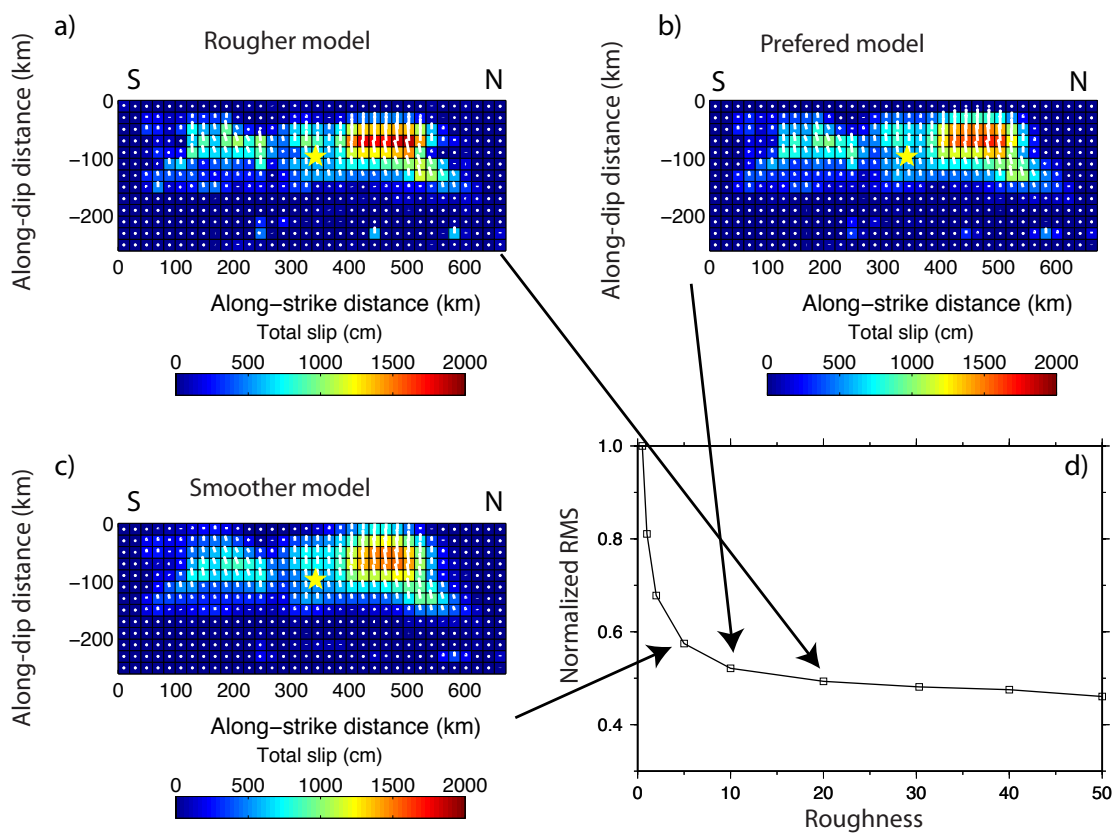 a)
Rougher model
S N
Along-dip distance (km)
0
−100
−200
0 100 200 300 400 500 600
Along−strike distance (km)
Total slip (cm)
0 500 1000 1500 2000
b)
Prefered model
S N
Along-dip distance (km)
0
−100
−200
0 100 200 300 400 500 600
Along−strike distance (km)
Total slip (cm)
0 500 1000 1500 2000
c)
Smoother model
S N
Along-dip distance (km)
0
−100
−200
0 100 200 300 400 500 600
Along−strike distance (km)
Total slip (cm)
0 500 1000 1500 2000
d)
Normalized RMS
1.0
0.8
0.6
0.4
0 10 20 30 40 50
Roughness